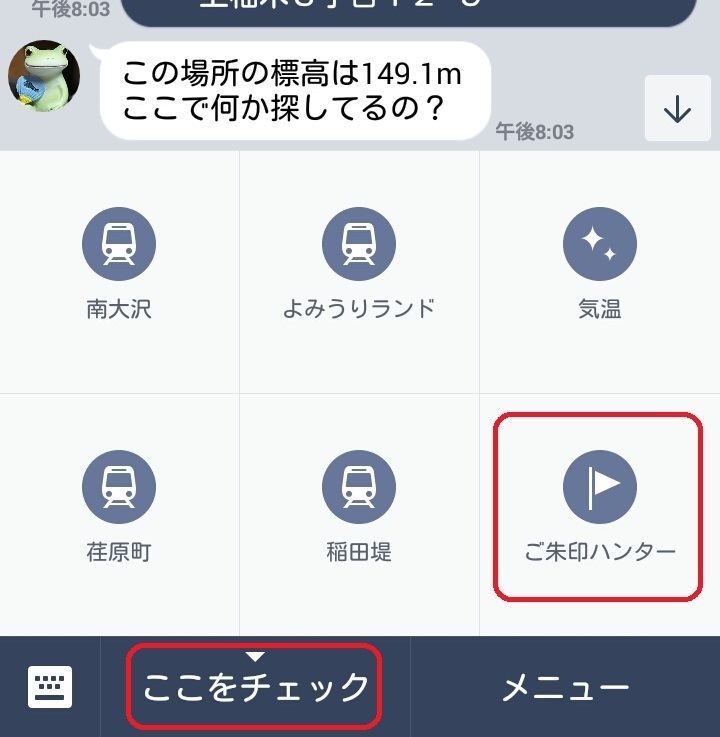 午後8:03
この場所の標高は149.1m
ここで何か探してるの？
午後8:03
南大沢
よみうりランド
気温
荏原町
稲田堤
ご朱印ハンター
ここをチェック
メニュー